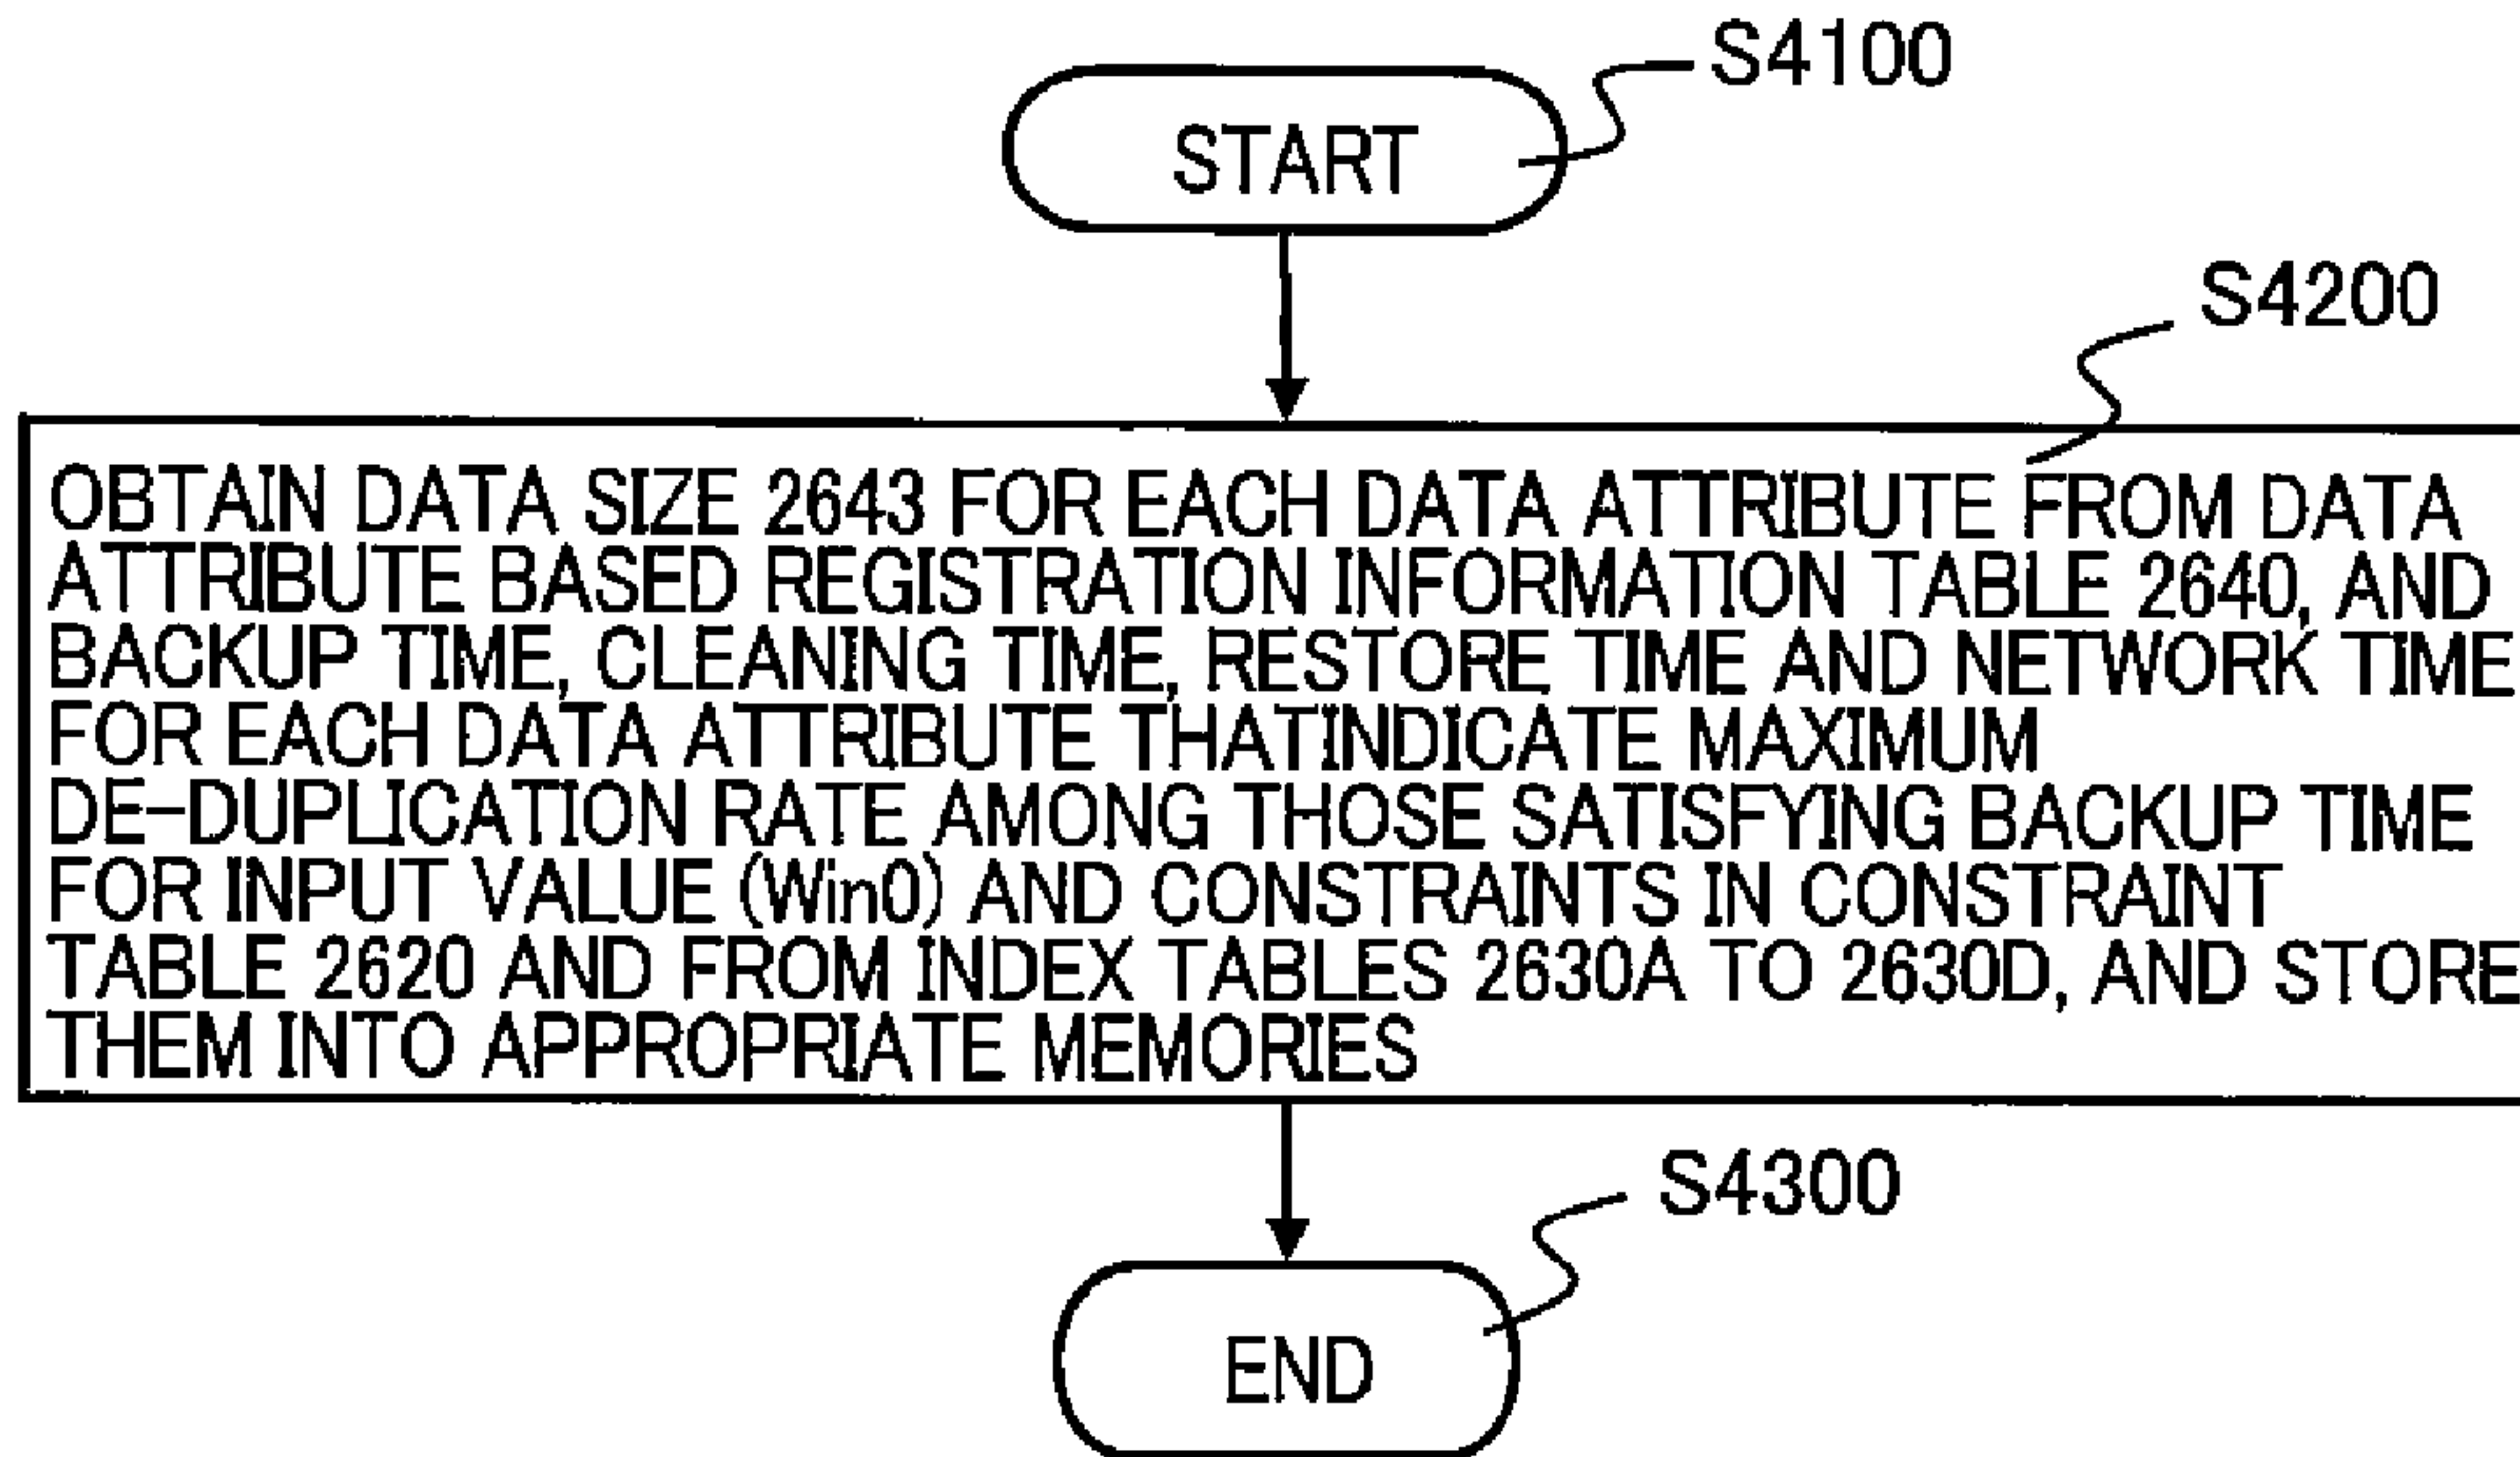 S4100
START
S4200
OBTAIN DATA SIZE 2643 FOR EACH DATA ATTRIBUTE FROM DATA
ATTRIBUTE BASED REGISTRATION INFORMATION TABLE 2640, AND
BACKUP TIME, CLEANING TIME, RESTORE TIME AND NETWORK TIME
FOR EACH DATA ATTRIBUTE THATINDICATE MAXIMUM
DE-DUPLICATION RATE AMONG THOSE SATISFYING BACKUP TIME
FOR INPUT VALUE (Win0) AND CONSTRAINTS IN CONSTRAINT
TABLE 2620 AND FROM INDEX TABLES 2630A TO 2630D, AND STORE
THEM INTO APPROPRIATE MEMORIES
S4300
END